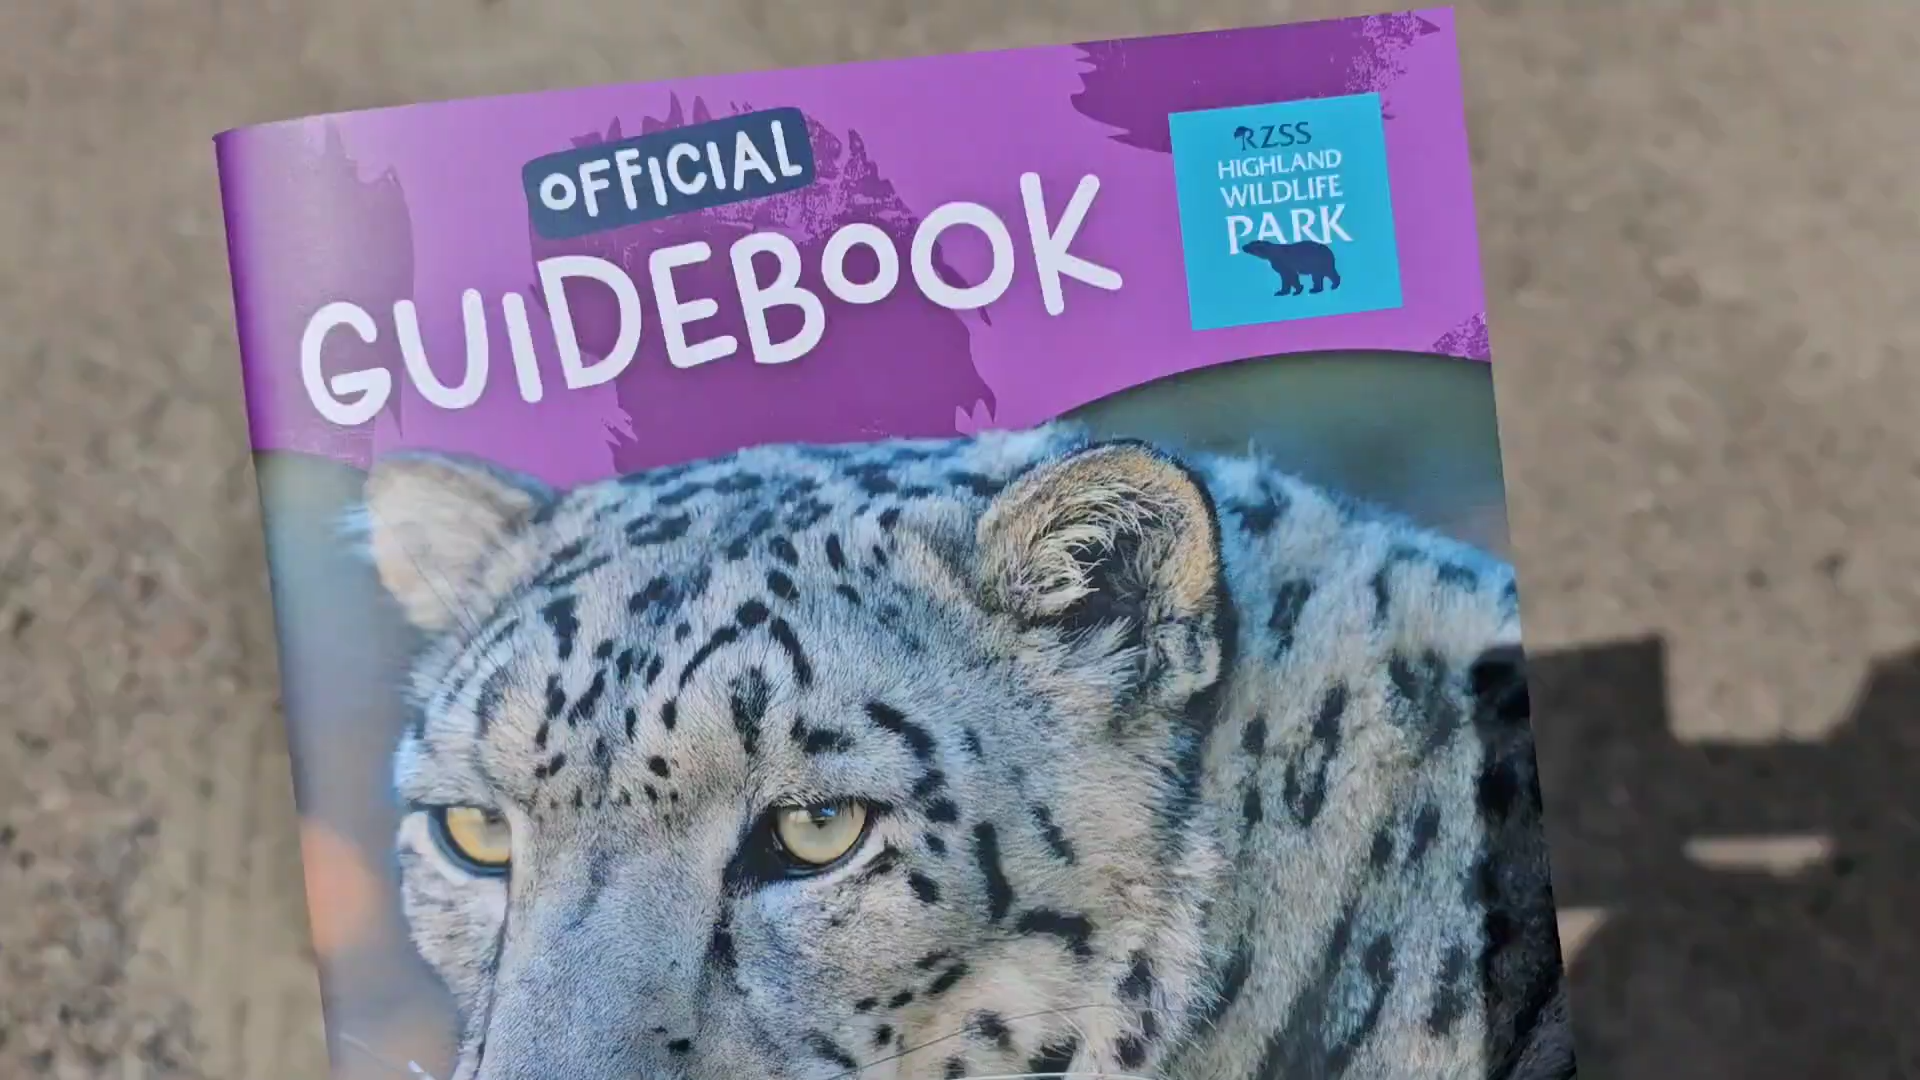 OFFICIAL
GUIDEBOOK
RZSS
HIGHLAND
WILDLIFE
PARK